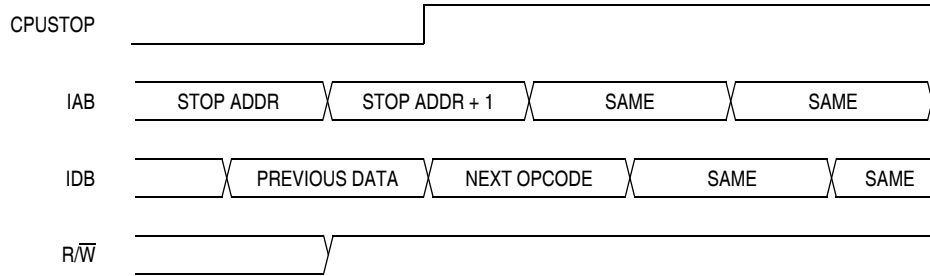 CPUSTOP
IAB STOP ADDR STOP ADDR + 1 SAME SAME
IDB PREVIOUS DATA NEXT OPCODE SAME SAME
R/W̅